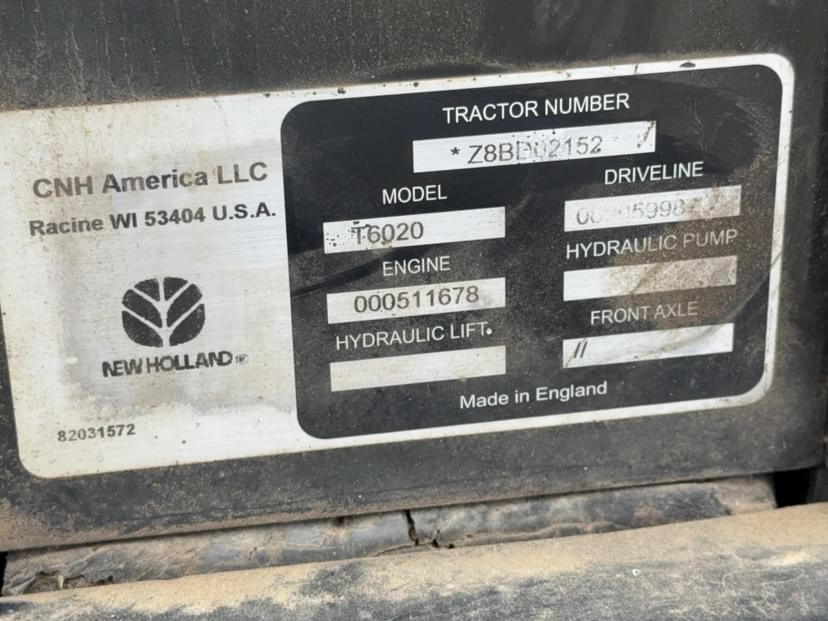 CNH America LLC
Racine WI 53404 U.S.A.
NEW HOLLAND
82031572
TRACTOR NUMBER
* Z8BD02152
MODEL
T6020
ENGINE
000511678
HYDRAULIC LIFT
DRIVELINE
HYDRAULIC PUMP
FRONT AXLE
Made in England